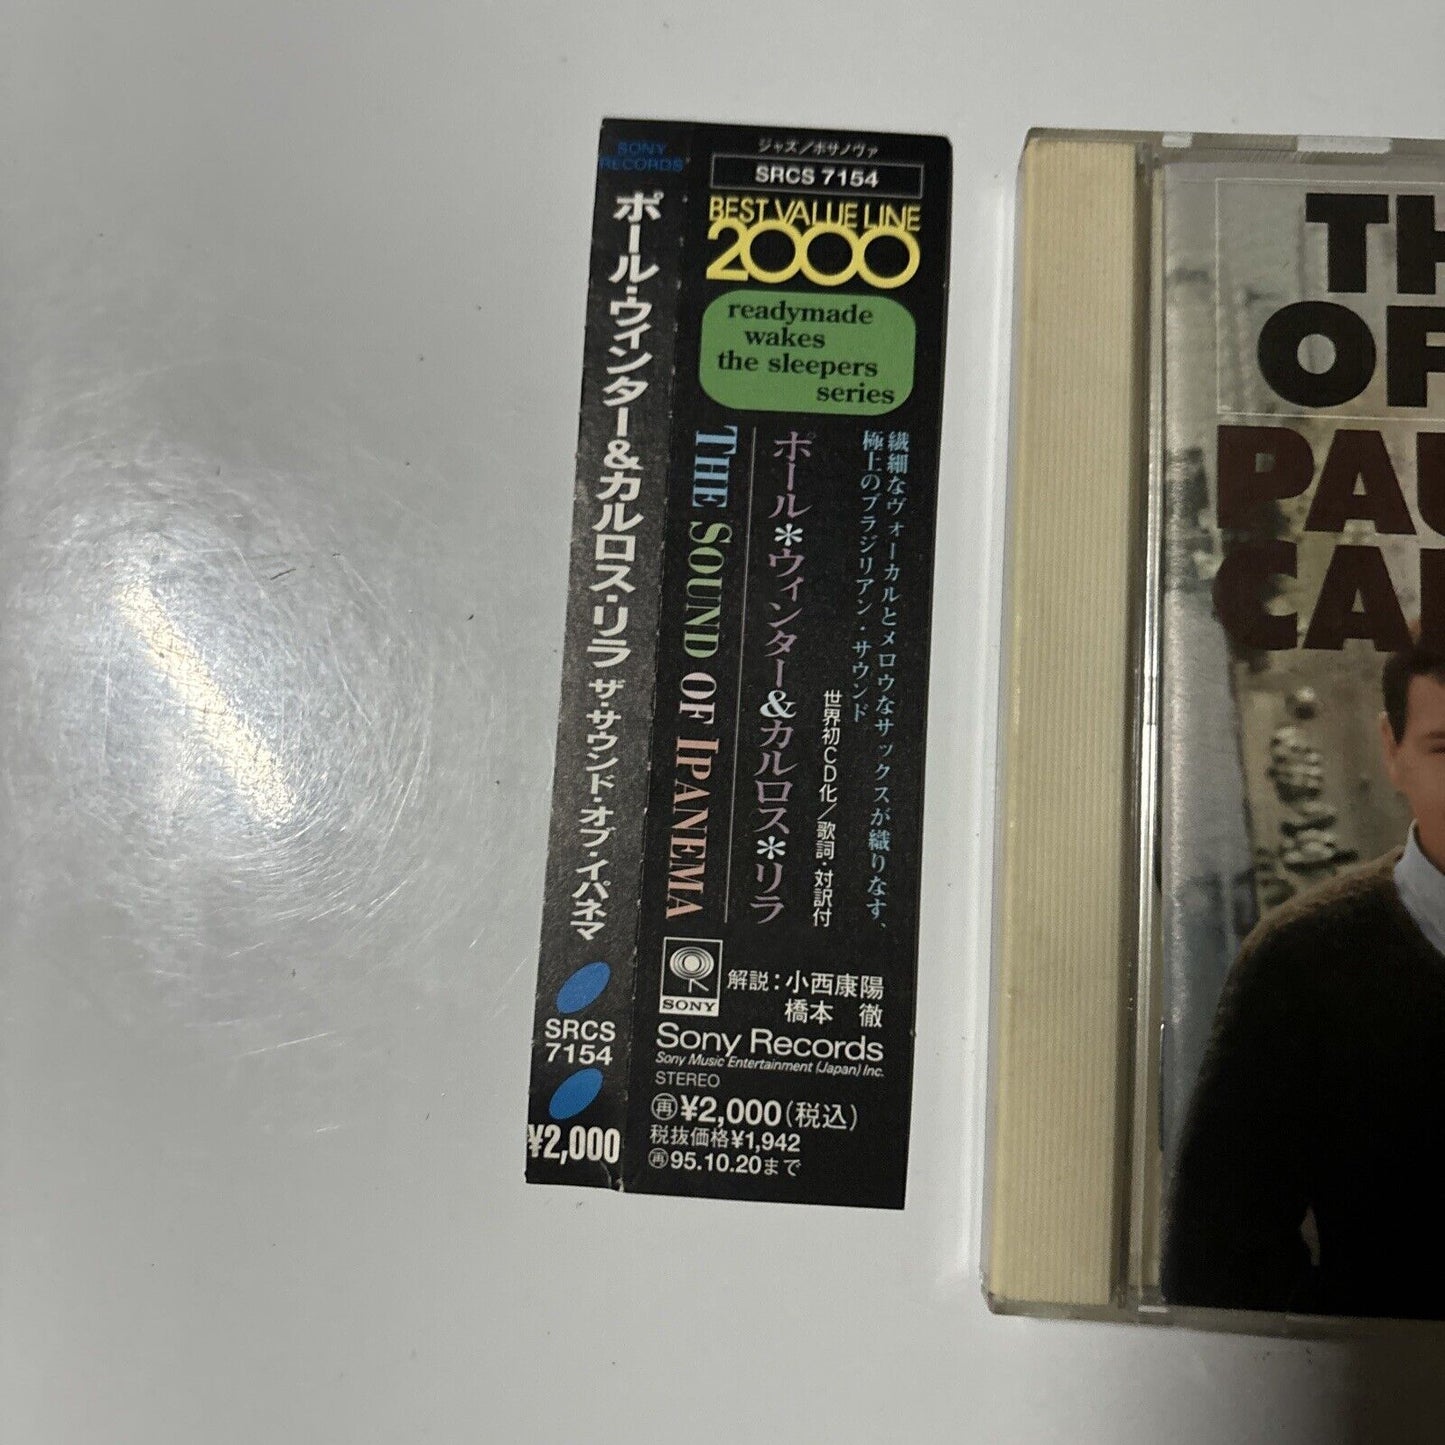 SONY
RECORDS
ポール・ウィンター&カルロス・リラ ザ・サウンド・オブ・イパネマ
SRCS
7154
¥2,000
ジャズ/ボサノヴァ
SRCS 7154
BEST VALUE LINE
2000
readymade
wakes
the sleepers
series
繊細なヴォーカルとメロウなサックスが織りなす、
極上のブラジリアン・サウンド
世界初CD化/歌詞・対訳付
ポール*ウィンター&カルロス*リラ
THE SOUND OF IPANEMA
SONY
解説:小西康陽
橋本 徹
Sony Records
Sony Music Entertainment (Japan) Inc.
STEREO
再¥2,000(税込)
税抜価格¥1,942
再95.10.20まで
TH
OF
PAU
CA